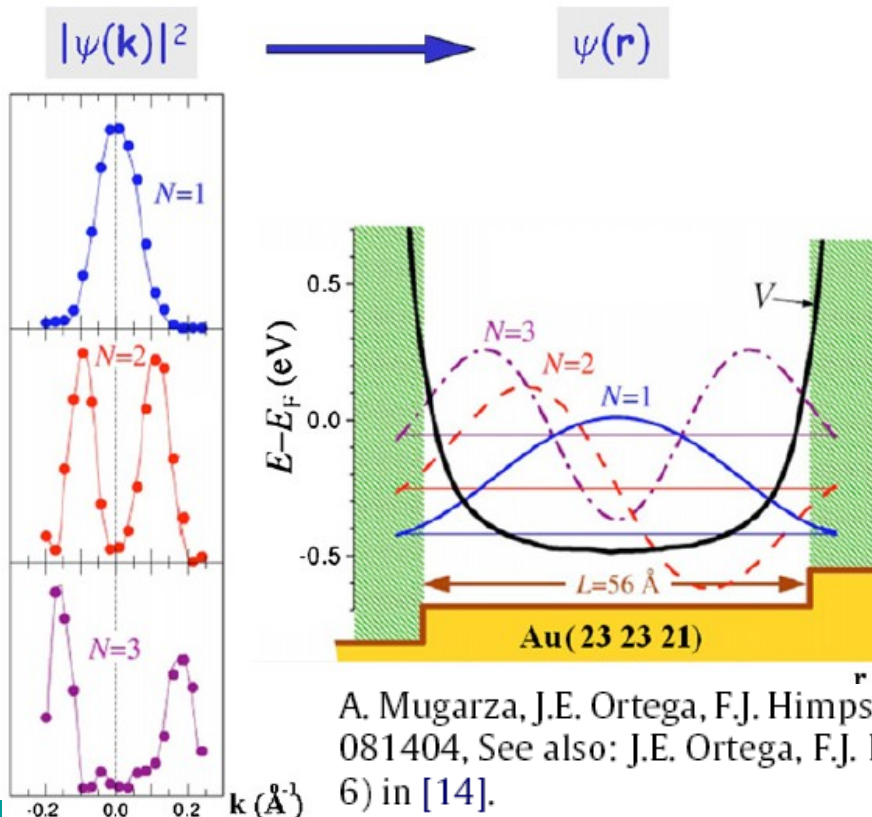 |ψ(k)|²
ψ(r)
N=1
N=2
N=3
-0.2 0.0 0.2 k (Å⁻¹)
E–E_F (eV)
0.5
0.0
-0.5
V
N=3
N=2
N=1
L=56 Å
Au(23 23 21)
r
A. Mugarza, J.E. Ortega, F.J. Himps
081404, See also: J.E. Ortega, F.J.
6) in [14].